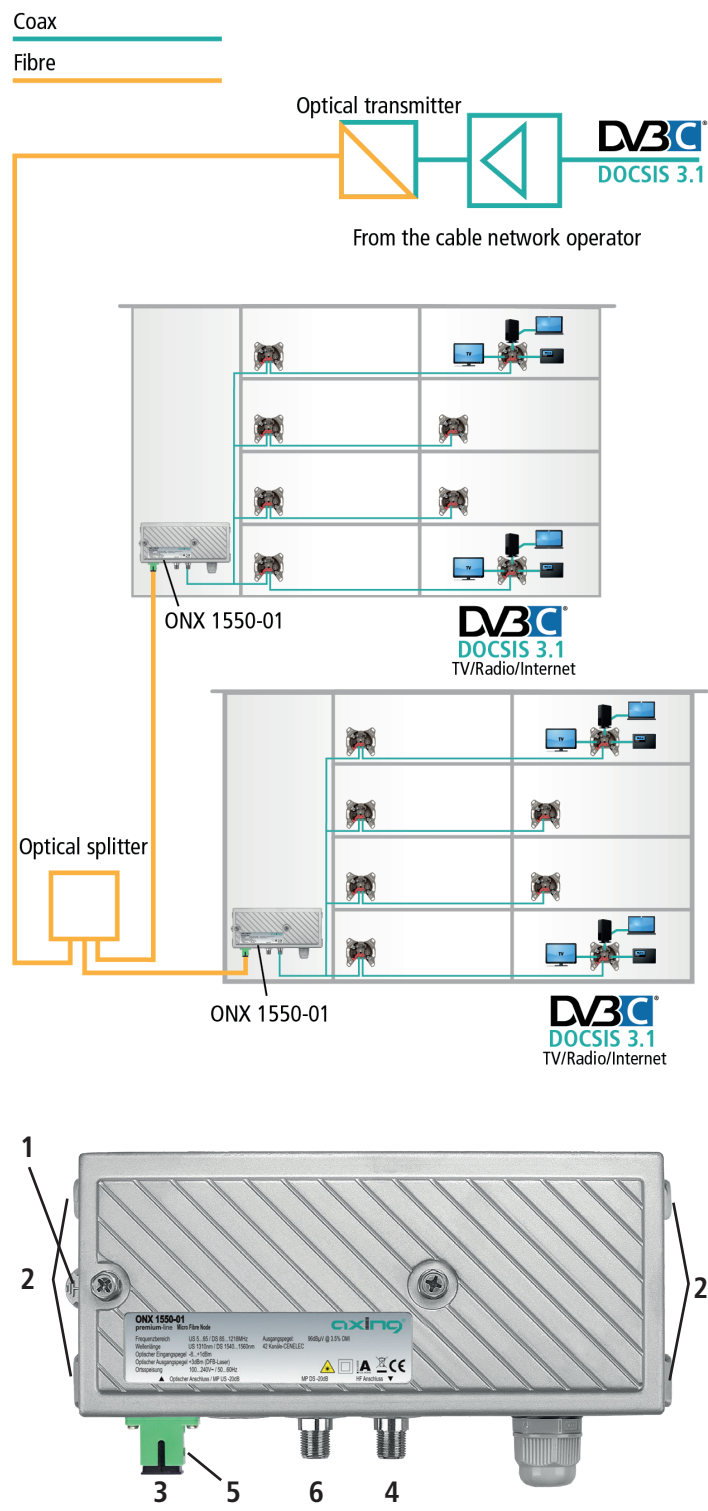 Coax
Fibre
Optical transmitter
DVB C®
DOCSIS 3.1
From the cable network operator
TV
TV
ONX 1550-01
DVB C®
DOCSIS 3.1
TV/Radio/Internet
TV
Optical splitter
TV
ONX 1550-01
DVB C®
DOCSIS 3.1
TV/Radio/Internet
1
2
2
ONX 1550-01
premium-line Micro Fibre Node
axing®
Frequenzbereich US 5...65 / DS 85...1218MHz Ausgangspegel 96dBµV @ 3.5% OMI
Wellenlänge US 1310nm / DS 1540...1560nm 42 Kanäle-CENELEC
Optischer Eingangspegel -8...+1dBm
Optischer Ausgangspegel +3dBm (DFB-Laser)
Ortsspeisung 100...240V~ / 50...60Hz
A CE
▲ Optischer Anschluss / MP US -20dB MP DS -20dB HF Anschluss ▼
3
5
6
4